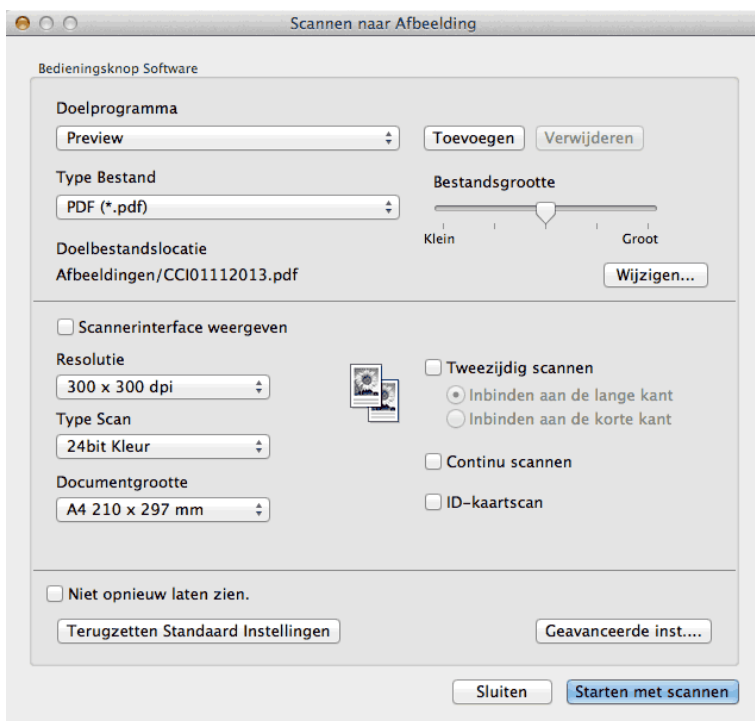 Scannen naar Afbeelding
Bedieningsknop Software
Doelprogramma
Preview
Toevoegen
Verwijderen
Type Bestand
Bestandsgrootte
PDF (*.pdf)
Klein
Groot
Doelbestandslocatie
Afbeeldingen/CCI01112013.pdf
Wijzigen...
Scannerinterface weergeven
Resolutie
300 x 300 dpi
Type Scan
24bit Kleur
Documentgrootte
A4 210 x 297 mm
Tweezijdig scannen
Inbinden aan de lange kant
Inbinden aan de korte kant
Continu scannen
ID-kaartscan
Niet opnieuw laten zien.
Terugzetten Standaard Instellingen
Geavanceerde inst....
Sluiten
Starten met scannen